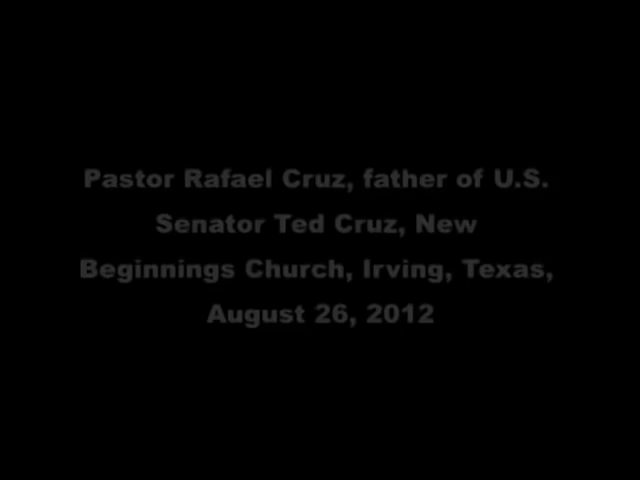 Pastor Rafael Cruz, father of U.S.
Senator Ted Cruz, New
Beginnings Church, Irving, Texas,
August 26, 2012